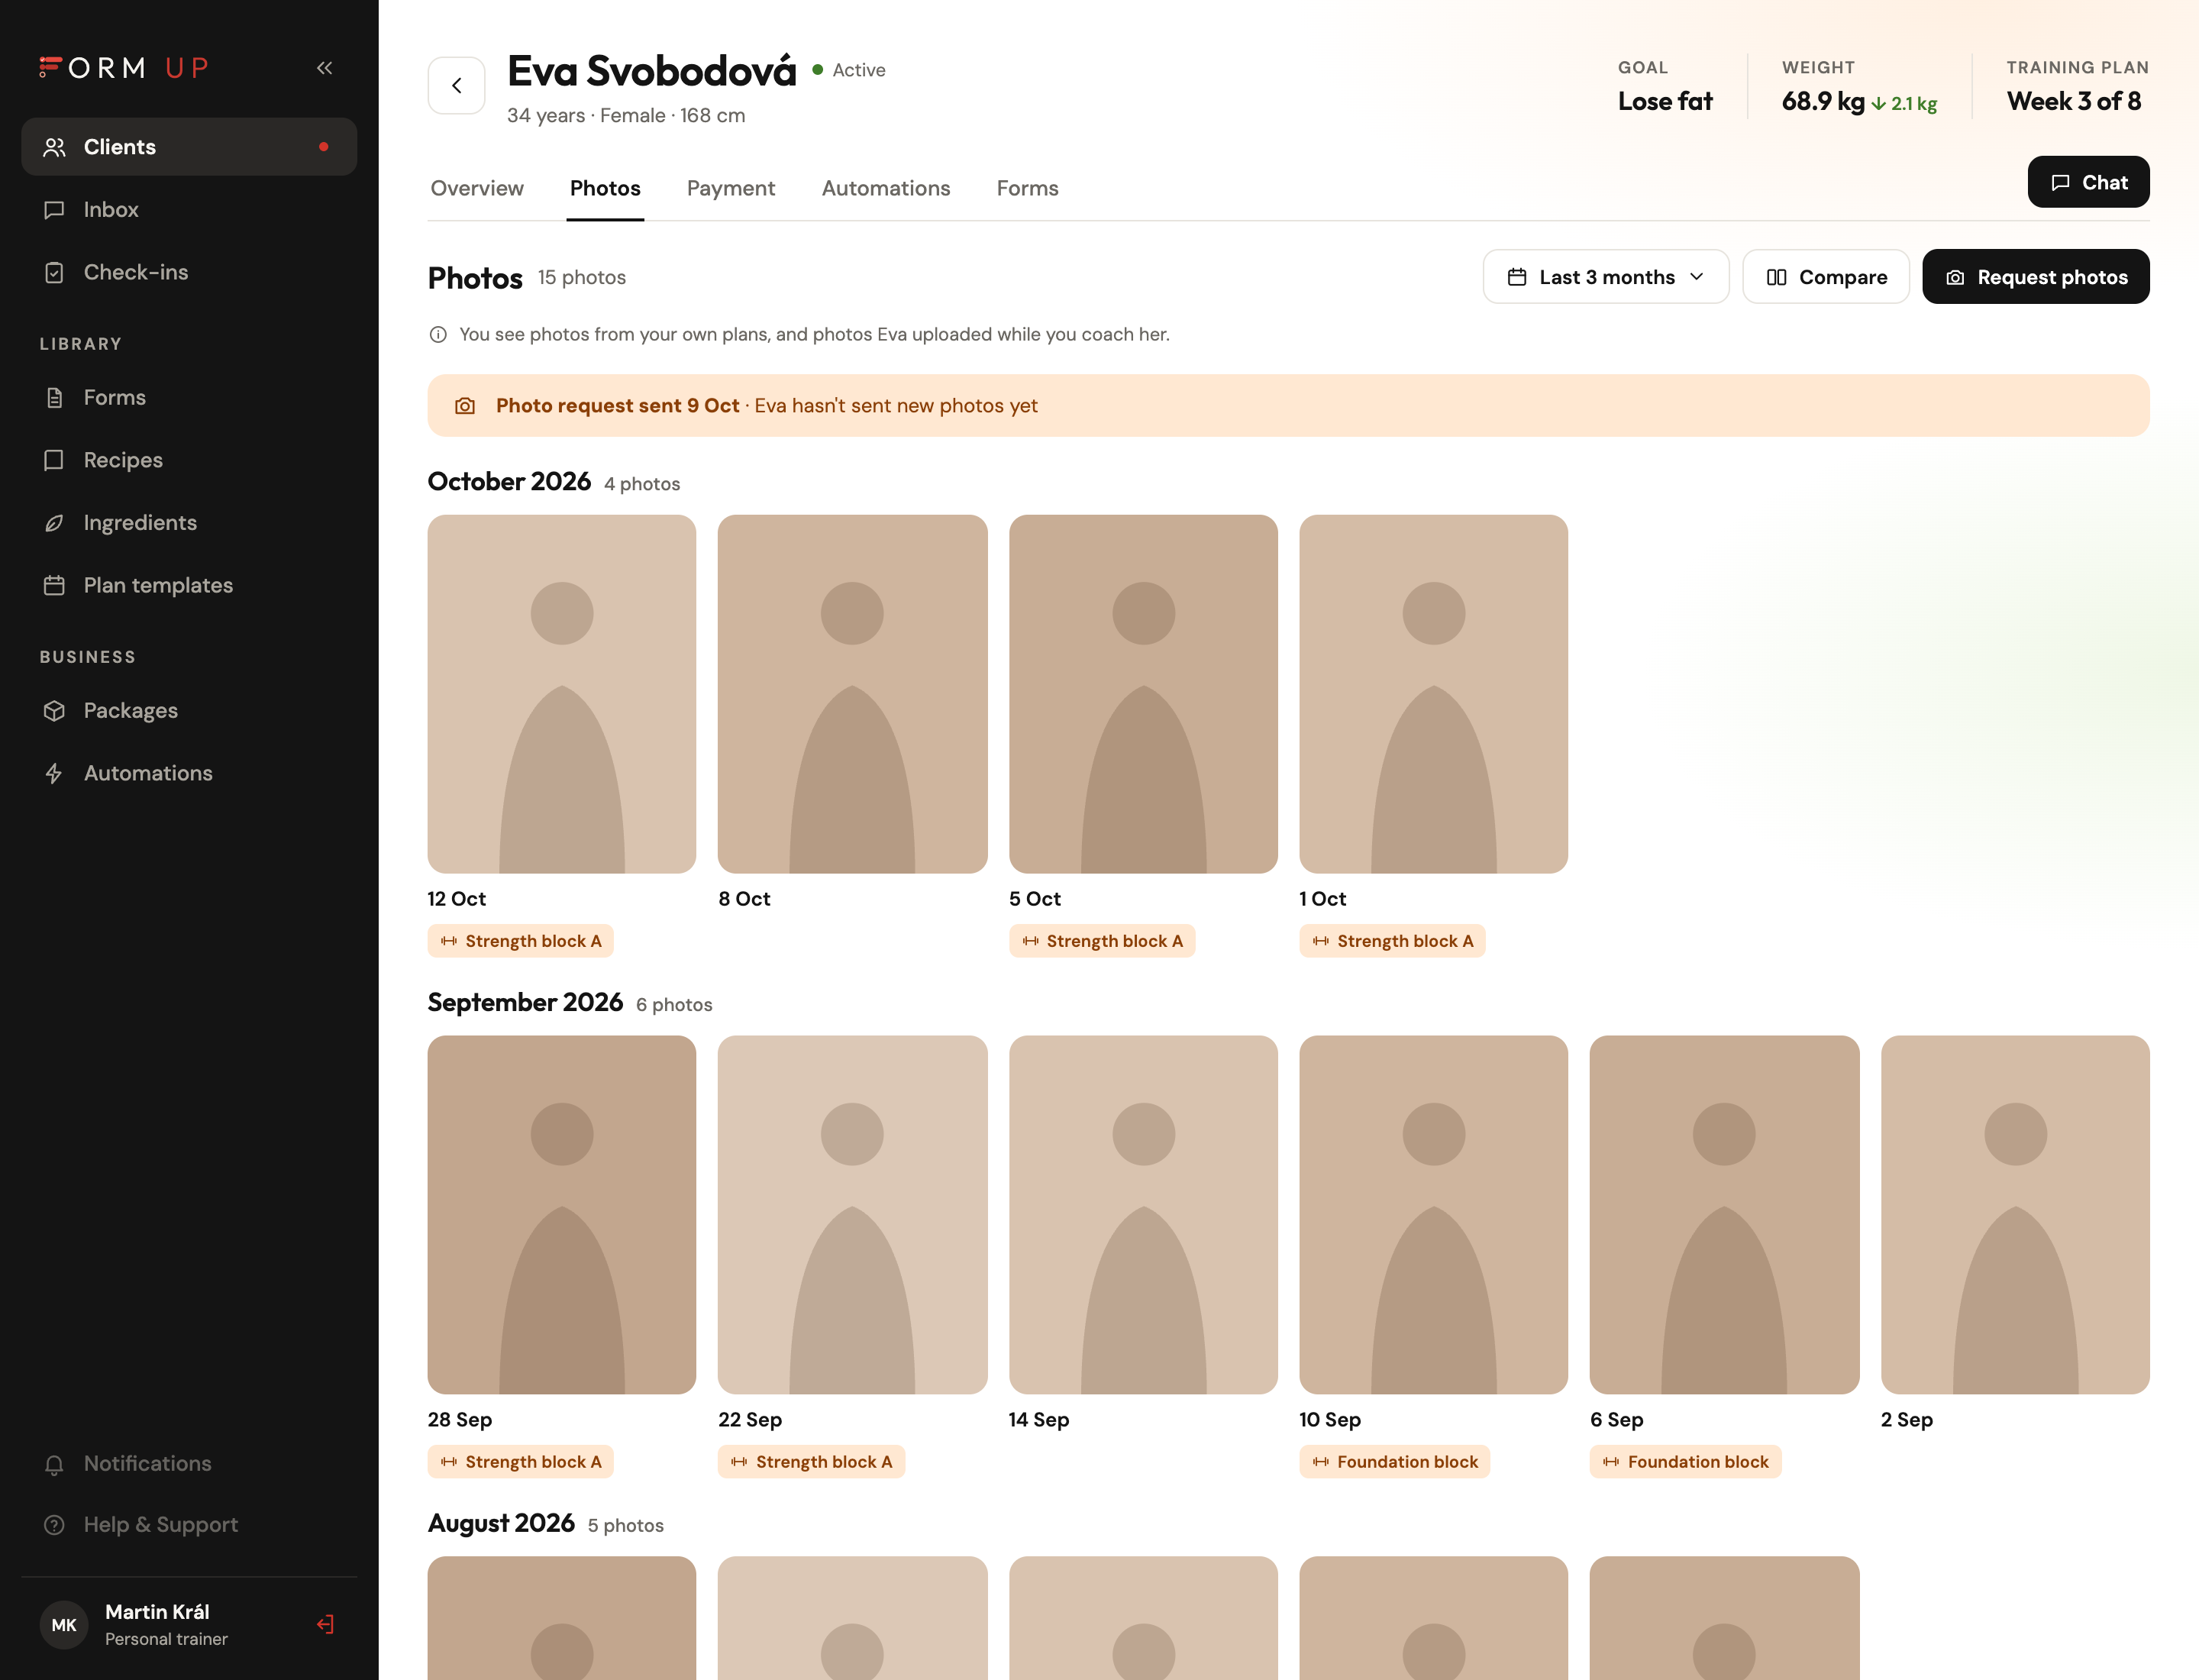 FORM UP
Clients
Inbox
Check-ins
LIBRARY
Forms
Recipes
Ingredients
Plan templates
BUSINESS
Packages
Automations
Notifications
Help & Support
MK
Martin Král
Personal trainer
Eva Svobodová
Active
34 years · Female · 168 cm
GOAL
Lose fat
WEIGHT
68.9 kg ↓ 2.1 kg
TRAINING PLAN
Week 3 of 8
Overview
Photos
Payment
Automations
Forms
Chat
Photos 15 photos
Last 3 months
Compare
Request photos
You see photos from your own plans, and photos Eva uploaded while you coach her.
Photo request sent 9 Oct · Eva hasn't sent new photos yet
October 2026 4 photos
12 Oct
Strength block A
8 Oct
5 Oct
Strength block A
1 Oct
Strength block A
September 2026 6 photos
28 Sep
Strength block A
22 Sep
Strength block A
14 Sep
10 Sep
Foundation block
6 Sep
Foundation block
2 Sep
August 2026 5 photos